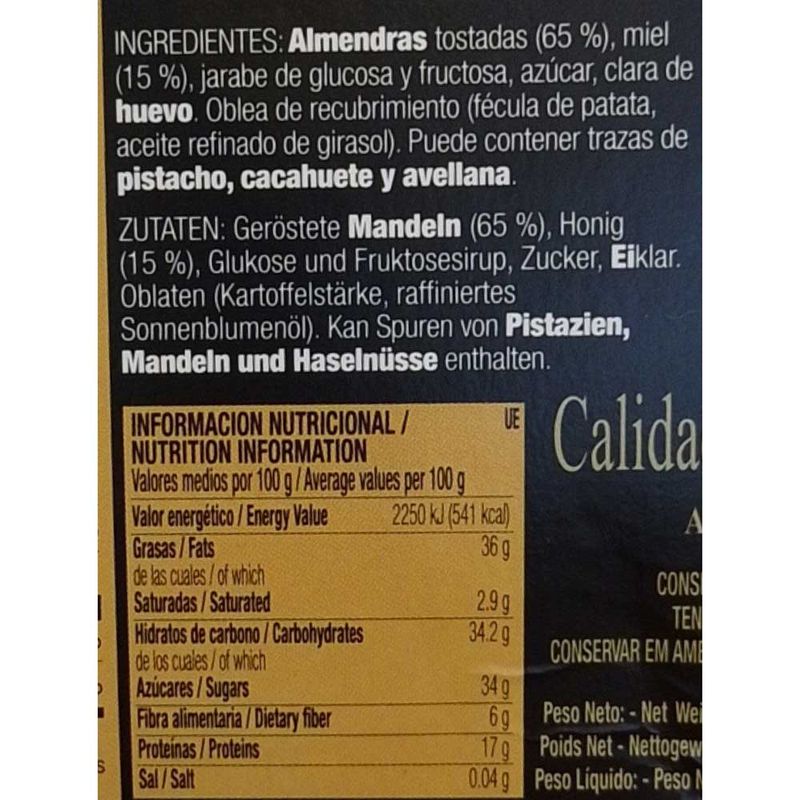 INGREDIENTES: Almendras tostadas (65 %), miel
(15 %), jarabe de glucosa y fructosa, azúcar, clara de
huevo. Oblea de recubrimiento (fécula de patata,
aceite refinado de girasol). Puede contener trazas de
pistacho, cacahuete y avellana.
ZUTATEN: Geröstete Mandeln (65 %), Honig
(15 %), Glukose und Fruktosesirup, Zucker, Eiklar.
Oblaten (Kartoffelstärke, raffiniertes
Sonnenblumenöl). Kan Spuren von Pistazien,
Mandeln und Haselnüsse enthalten.
INFORMACION NUTRICIONAL / UE
NUTRITION INFORMATION
Valores medios por 100 g / Average values per 100 g
Valor energético / Energy Value 2250 kJ (541 kcal)
Grasas / Fats 36 g
de las cuales / of which
Saturadas / Saturated 2.9 g
Hidratos de carbono / Carbohydrates 34.2 g
de los cuales / of which
Azúcares / Sugars 34 g
Fibra alimentaria / Dietary fiber 6 g
Proteínas / Proteins 17 g
Sal / Salt 0.04 g
Calida
A
CONS
TEN
CONSERVAR EM AMB
Peso Neto: - Net Wei
Poids Net - Nettogew
Peso Líquido: - Peso N